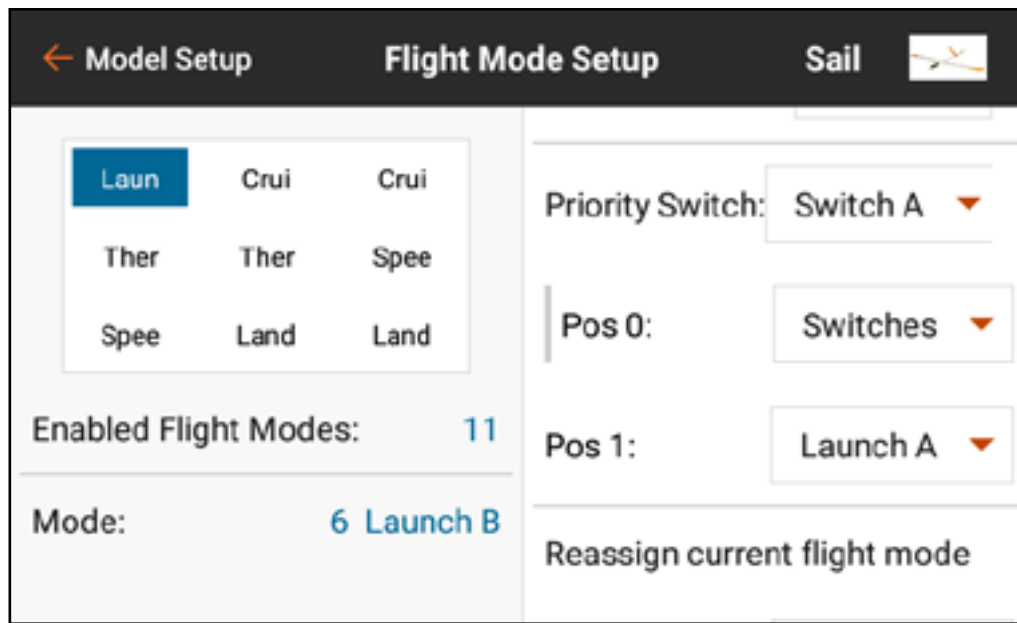 Model Setup
Flight Mode Setup
Sail
Laun Crui Crui
Ther Ther Spee
Spee Land Land
Enabled Flight Modes: 11
Mode: 6 Launch B
Priority Switch: Switch A
Pos 0: Switches
Pos 1: Launch A
Reassign current flight mode